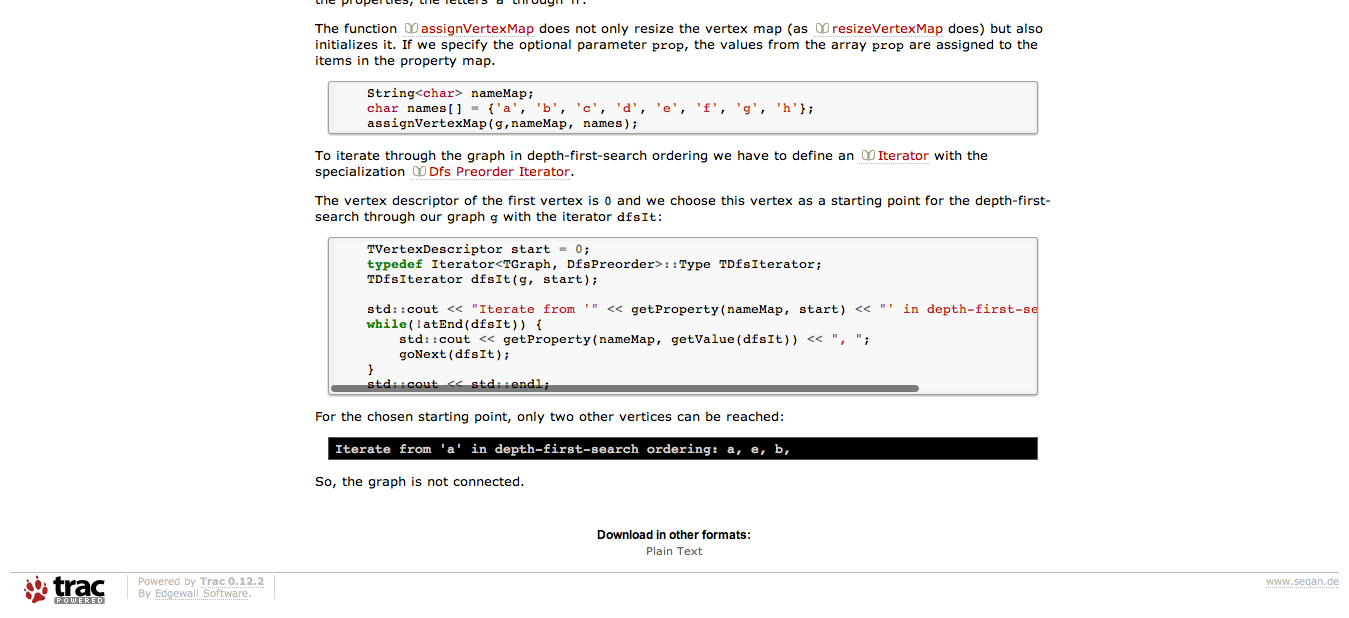 the properties, the letters 'a' through 'h'.
The function assignVertexMap does not only resize the vertex map (as resizeVertexMap does) but also
initializes it. If we specify the optional parameter prop, the values from the array prop are assigned to the
items in the property map.
String<char> nameMap;
char names[] = {'a', 'b', 'c', 'd', 'e', 'f', 'g', 'h'};
assignVertexMap(g,nameMap, names);
To iterate through the graph in depth-first-search ordering we have to define an Iterator with the
specialization Dfs Preorder Iterator.
The vertex descriptor of the first vertex is 0 and we choose this vertex as a starting point for the depth-first-
search through our graph g with the iterator dfsIt:
TVertexDescriptor start = 0;
typedef Iterator<TGraph, DfsPreorder>::Type TDfsIterator;
TDfsIterator dfsIt(g, start);
std::cout << "Iterate from '" << getProperty(nameMap, start) << "' in depth-first-se
while(!atEnd(dfsIt)) {
std::cout << getProperty(nameMap, getValue(dfsIt)) << ", ";
goNext(dfsIt);
}
std::cout << std::endl;
For the chosen starting point, only two other vertices can be reached:
Iterate from 'a' in depth-first-search ordering: a, e, b,
So, the graph is not connected.
Download in other formats:
Plain Text
trac
POWERED
Powered by Trac 0.12.2
By Edgewall Software.
www.seqan.de